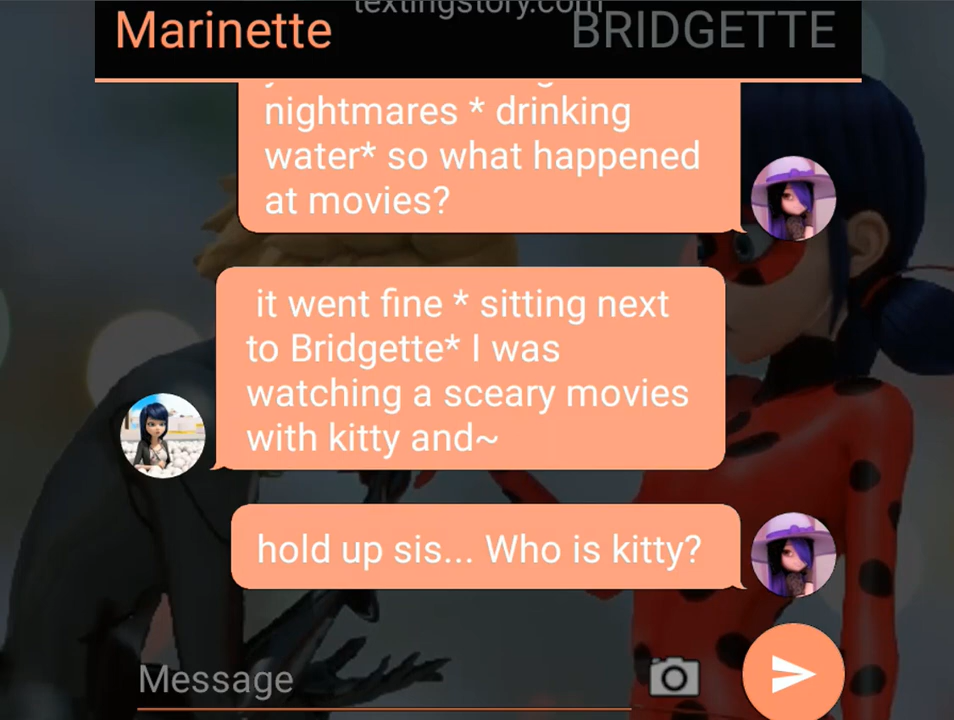 textingstory.com
Marinette
BRIDGETTE
nightmares * drinking
water* so what happened
at movies?
it went fine * sitting next
to Bridgette* I was
watching a sceary movies
with kitty and~
hold up sis... Who is kitty?
Message